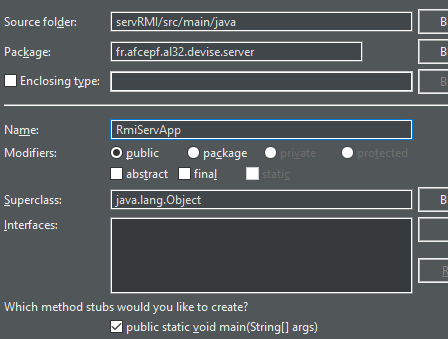 Source folder: servRMI/src/main/java B
Package: fr.afcepf.al32.devise.server B
Enclosing type: B
Name: RmiServApp
Modifiers: public package private protected
abstract final static
Superclass: java.lang.Object B
Interfaces:
R
Which method stubs would you like to create?
public static void main(String[] args)